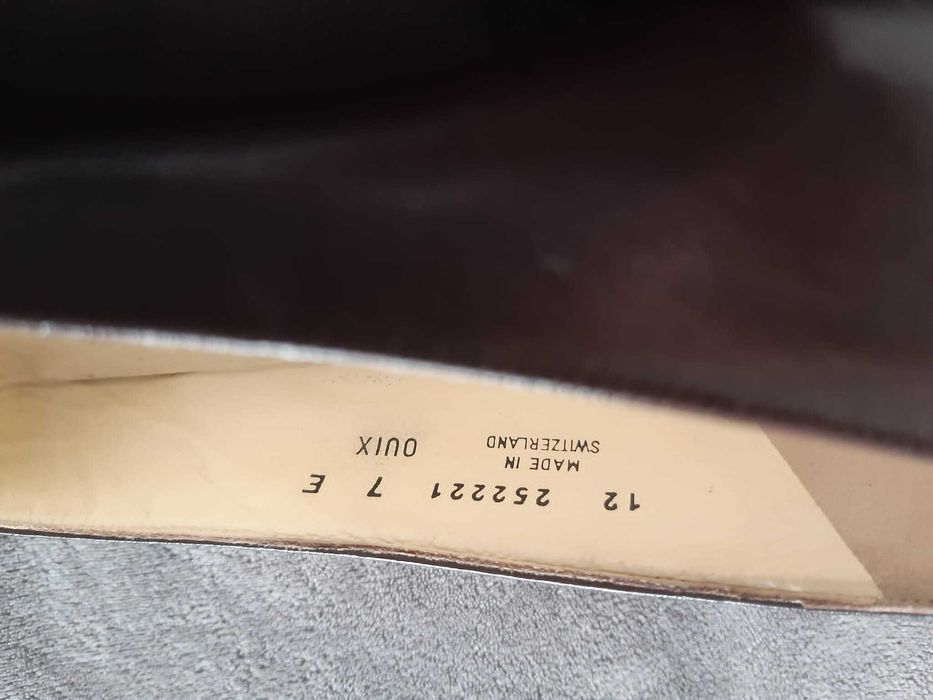 12 252221 7 E
MADE IN
SWITZERLAND
OUIX